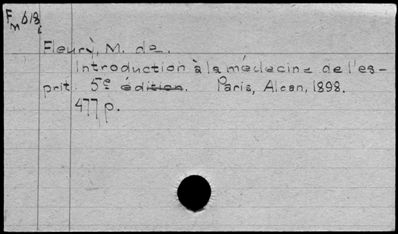 Fm 618
Fleury, M. de.
Introduction à la médecine de l'es-
prit. 5e édition. Paris, Alcan, 1898.
477 p.